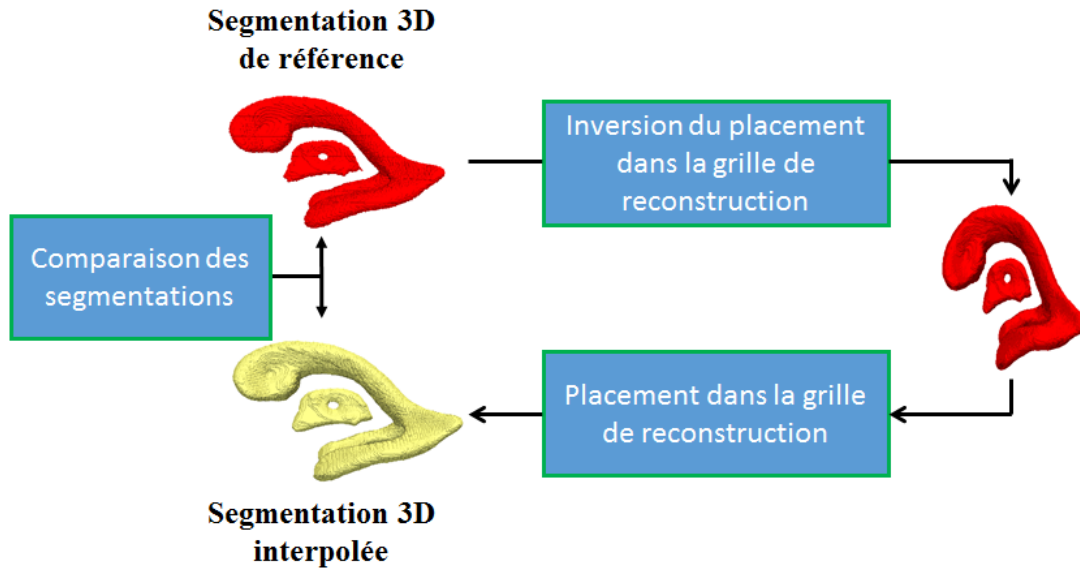 Segmentation 3D
de référence
Inversion du placement
dans la grille de
reconstruction
Comparaison des
segmentations
Placement dans la grille
de reconstruction
Segmentation 3D
interpolée